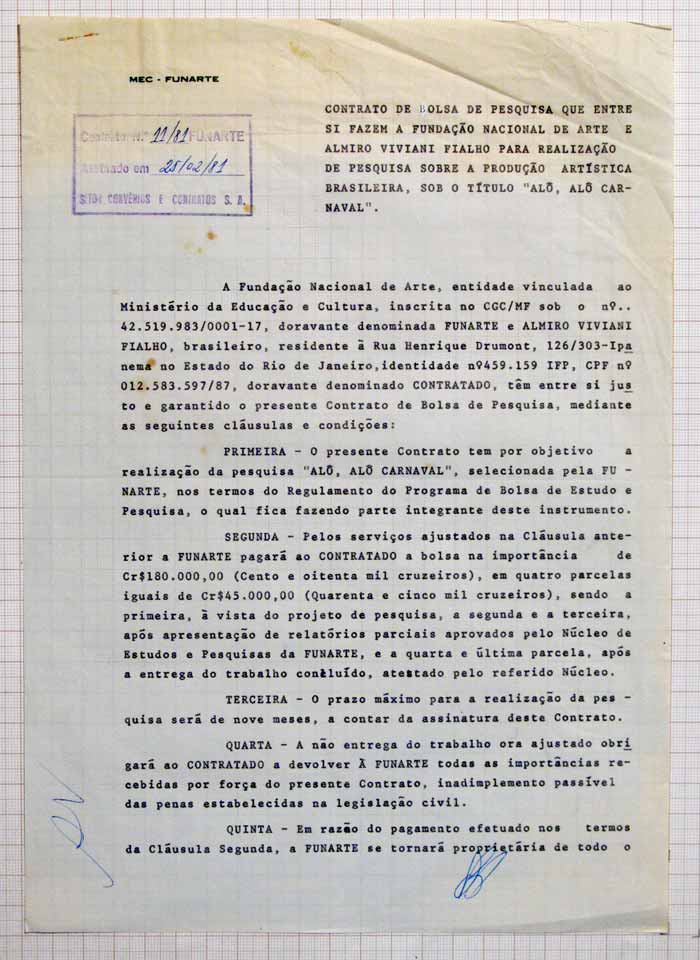 MEC - FUNARTE
Contrato N.º 11/81 FUNARTE
Assinado em 25/02/81
SETOR CONVÊNIOS E CONTRATOS S. A.
CONTRATO DE BOLSA DE PESQUISA QUE ENTRE
SI FAZEM A FUNDAÇÃO NACIONAL DE ARTE E
ALMIRO VIVIANI FIALHO PARA REALIZAÇÃO
DE PESQUISA SOBRE A PRODUÇÃO ARTÍSTICA
BRASILEIRA, SOB O TÍTULO "ALÔ, ALÔ CAR-
NAVAL".
A Fundação Nacional de Arte, entidade vinculada ao
Ministério da Educação e Cultura, inscrita no CGC/MF sob o nº..
42.519.983/0001-17, doravante denominada FUNARTE e ALMIRO VIVIANI
FIALHO, brasileiro, residente à Rua Henrique Drumont, 126/303-Ipa
nema no Estado do Rio de Janeiro,identidade nº459.159 IFP, CPF nº
012.583.597/87, doravante denominado CONTRATADO, têm entre si jus
to e garantido o presente Contrato de Bolsa de Pesquisa, mediante
as seguintes cláusulas e condições:
PRIMEIRA - O presente Contrato tem por objetivo a
realização da pesquisa "ALÔ, ALÔ CARNAVAL", selecionada pela FU -
NARTE, nos termos do Regulamento do Programa de Bolsa de Estudo e
Pesquisa, o qual fica fazendo parte integrante deste instrumento.
SEGUNDA - Pelos serviços ajustados na Cláusula ante-
rior a FUNARTE pagará ao CONTRATADO a bolsa na importância de
Cr$180.000,00 (Cento e oitenta mil cruzeiros), em quatro parcelas
iguais de Cr$45.000,00 (Quarenta e cinco mil cruzeiros), sendo a
primeira, à vista do projeto de pesquisa, a segunda e a terceira,
após apresentação de relatórios parciais aprovados pelo Núcleo de
Estudos e Pesquisas da FUNARTE, e a quarta e última parcela, após
a entrega do trabalho concluído, atestado pelo referido Núcleo.
TERCEIRA - O prazo máximo para a realização da pes -
quisa será de nove meses, a contar da assinatura deste Contrato.
QUARTA - A não entrega do trabalho ora ajustado obri
gará ao CONTRATADO a devolver À FUNARTE todas as importâncias re-
cebidas por força do presente Contrato, inadimplemento passível
das penas estabelecidas na legislação civil.
QUINTA - Em razão do pagamento efetuado nos termos
da Cláusula Segunda, a FUNARTE se tornará proprietária de todo o